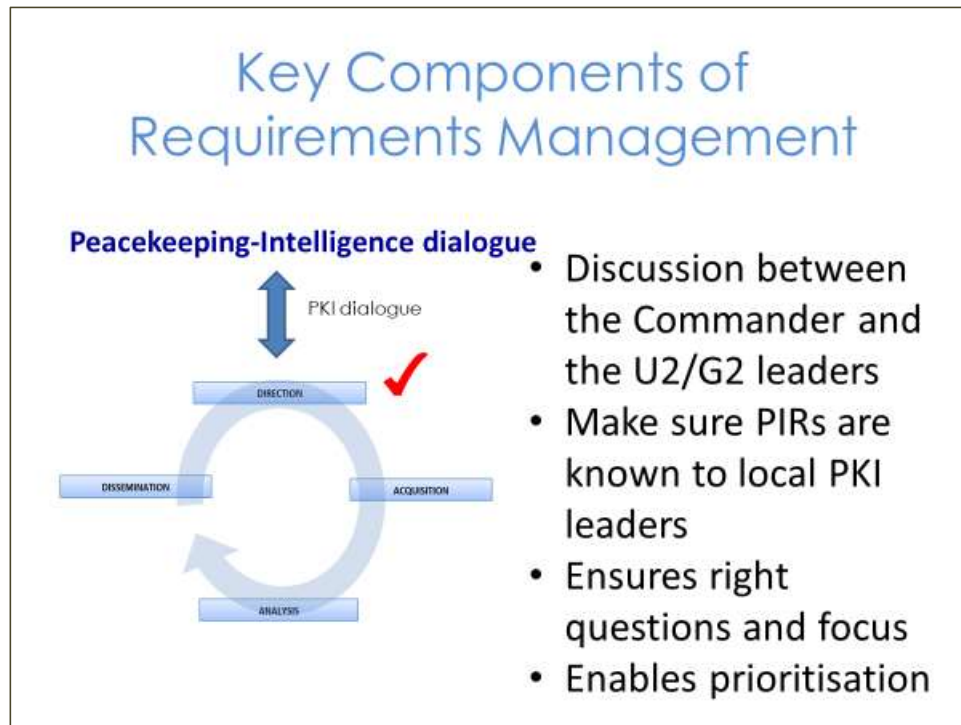 Key Components of
Requirements Management
Peacekeeping-Intelligence dialogue
PKI dialogue
DIRECTION
DISSEMINATION
ACQUISITION
ANALYSIS
• Discussion between
the Commander and
the U2/G2 leaders
• Make sure PIRs are
known to local PKI
leaders
• Ensures right
questions and focus
• Enables prioritisation